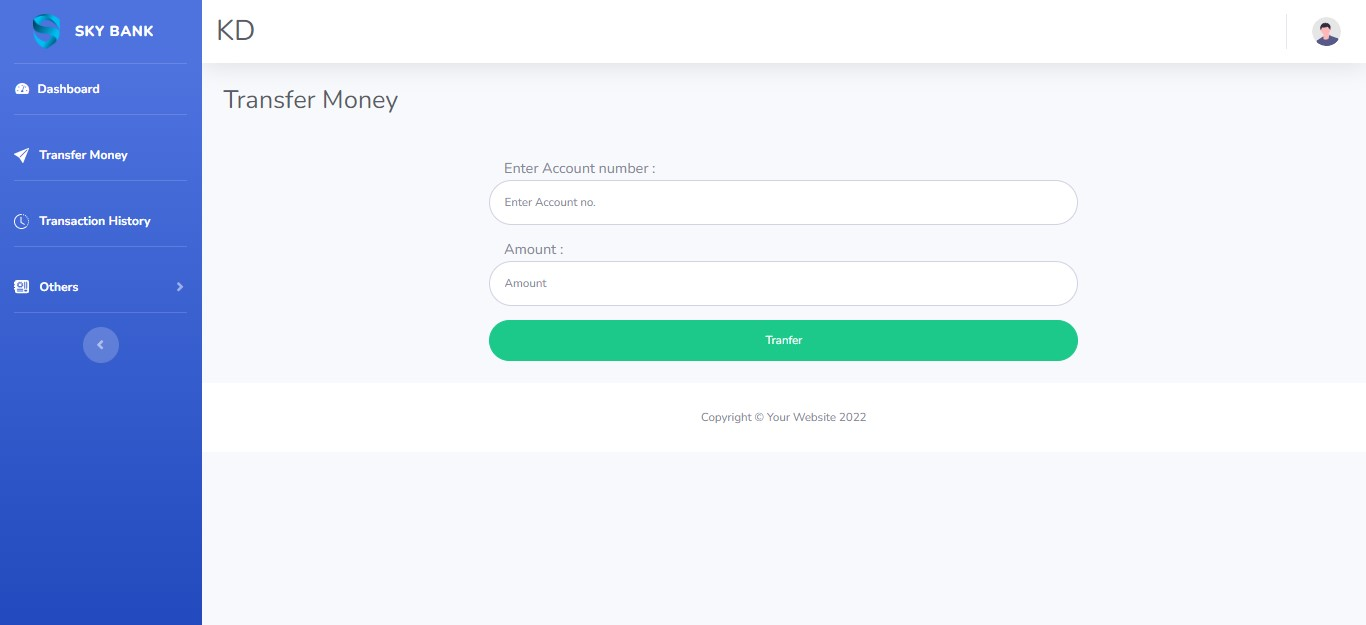 SKY BANK
KD
Dashboard
Transfer Money
Transaction History
Others
Transfer Money
Enter Account number :
Enter Account no.
Amount :
Amount
Tranfer
Copyright © Your Website 2022